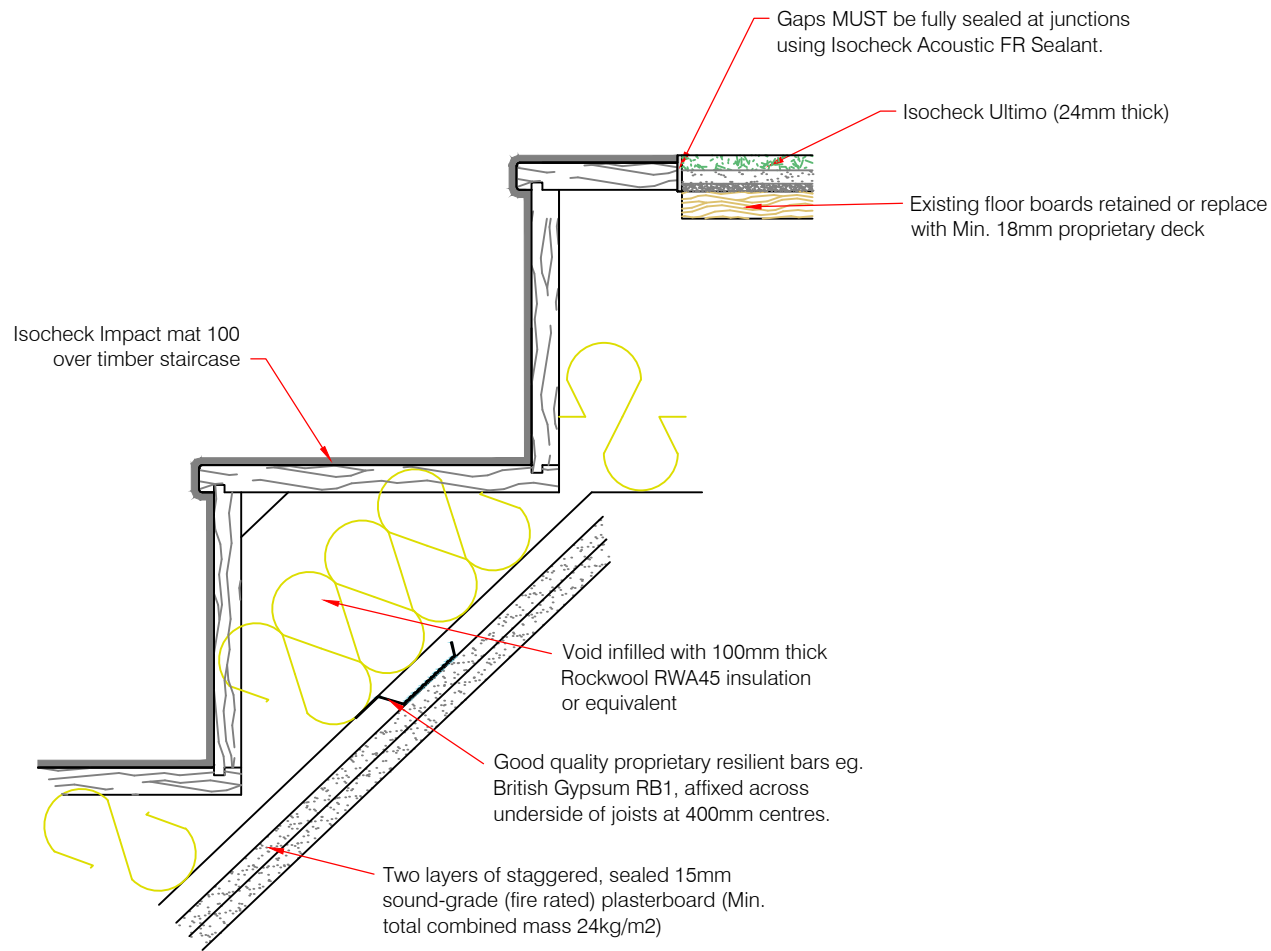 Gaps MUST be fully sealed at junctions
using Isocheck Acoustic FR Sealant.
Isocheck Ultimo (24mm thick)
Existing floor boards retained or replace
with Min. 18mm proprietary deck
Isocheck Impact mat 100
over timber staircase
Void infilled with 100mm thick
Rockwool RWA45 insulation
or equivalent
Good quality proprietary resilient bars eg.
British Gypsum RB1, affixed across
underside of joists at 400mm centres.
Two layers of staggered, sealed 15mm
sound-grade (fire rated) plasterboard (Min.
total combined mass 24kg/m2)